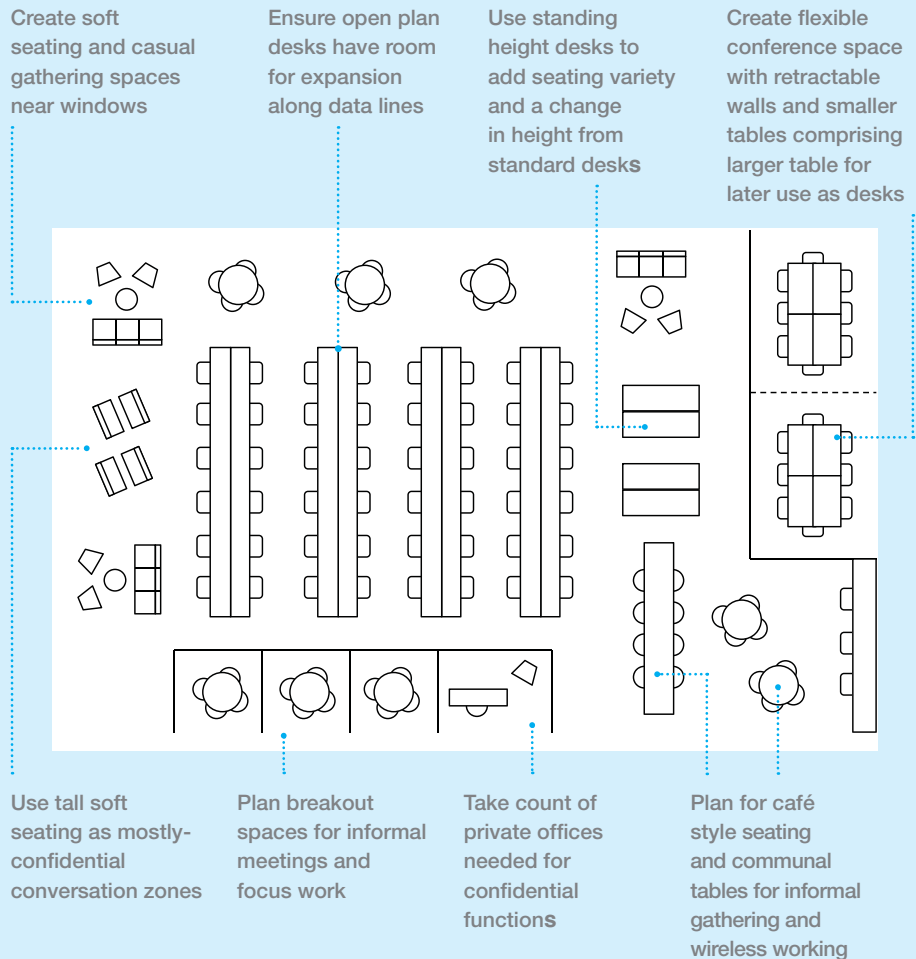 Create soft
seating and casual
gathering spaces
near windows
Ensure open plan
desks have room
for expansion
along data lines
Use standing
height desks to
add seating variety
and a change
in height from
standard desks
Create flexible
conference space
with retractable
walls and smaller
tables comprising
larger table for
later use as desks
Use tall soft
seating as mostly-
confidential
conversation zones
Plan breakout
spaces for informal
meetings and
focus work
Take count of
private offices
needed for
confidential
functions
Plan for café
style seating
and communal
tables for informal
gathering and
wireless working